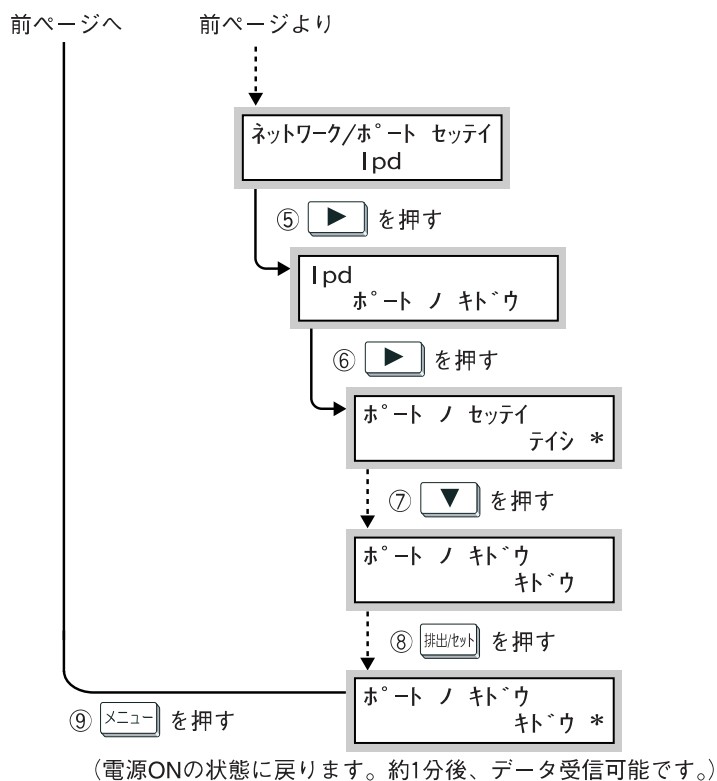 前ページへ 前ページより
ネットワーク/ポート セッテイ
lpd
⑤ ▶ を押す
lpd
ポート ノ キドウ
⑥ ▶ を押す
ポート ノ セッテイ
テイシ *
⑦ ▼ を押す
ポート ノ キドウ
キドウ
⑧ 排出/セット を押す
ポート ノ キドウ
キドウ *
⑨ メニュー を押す
(電源ONの状態に戻ります。約1分後、データ受信可能です。)